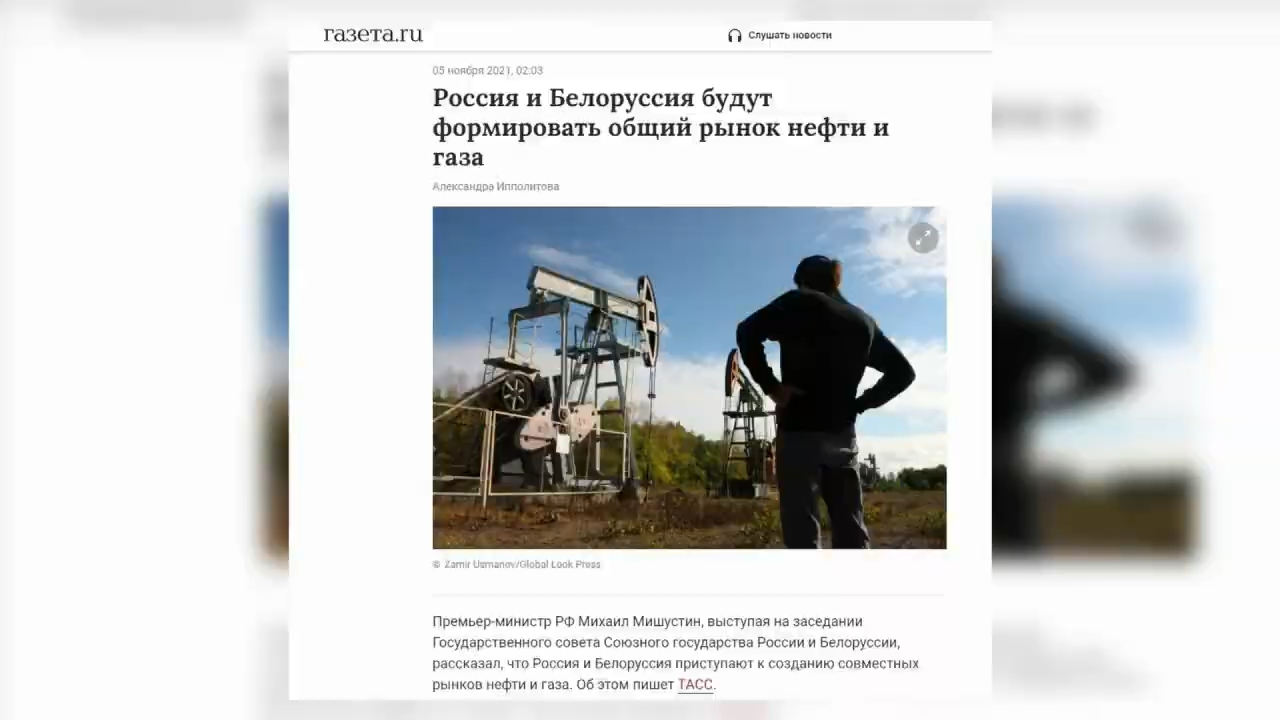 газета.ru
Слушать новости
05 ноября 2021, 02:03
Россия и Белоруссия будут
формировать общий рынок нефти и
газа
Александра Ипполитова
© Zamir Usmanov/Global Look Press
Премьер-министр РФ Михаил Мишустин, выступая на заседании
Государственного совета Союзного государства России и Белоруссии,
рассказал, что Россия и Белоруссия приступают к созданию совместных
рынков нефти и газа. Об этом пишет ТАСС.